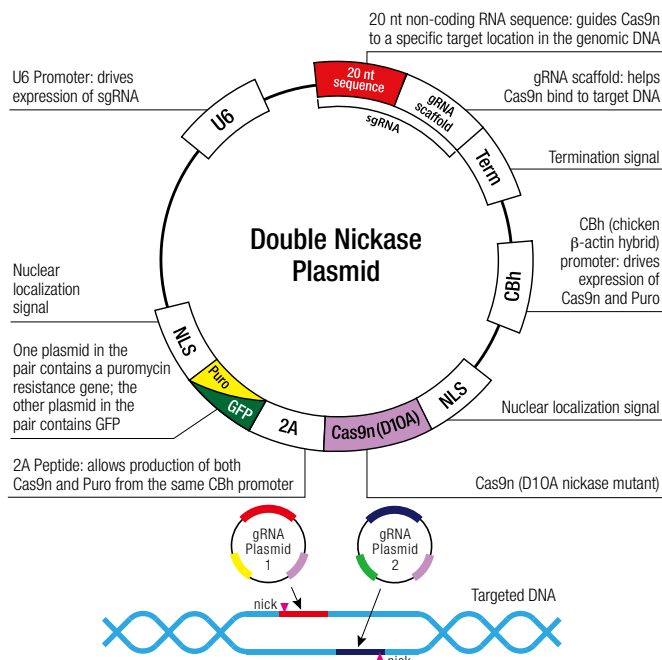 20 nt non-coding RNA sequence: guides Cas9n
to a specific target location in the genomic DNA
U6 Promoter: drives
expression of sgRNA
gRNA scaffold: helps
Cas9n bind to target DNA
20 nt
sequence
gRNA
scaffold
sgRNA
U6
Term
Termination signal
Double Nickase
Plasmid
CBh (chicken
β-actin hybrid)
promoter: drives
expression of
Cas9n and Puro
CBh
Nuclear
localization
signal
NLS
One plasmid in the
pair contains a puromycin
resistance gene; the
other plasmid in the
pair contains GFP
Puro
GFP
2A
Cas9n (D10A)
NLS
Nuclear localization signal
2A Peptide: allows production of both
Cas9n and Puro from the same CBh promoter
Cas9n (D10A nickase mutant)
gRNA
Plasmid
1
gRNA
Plasmid
2
nick
Targeted DNA
nick